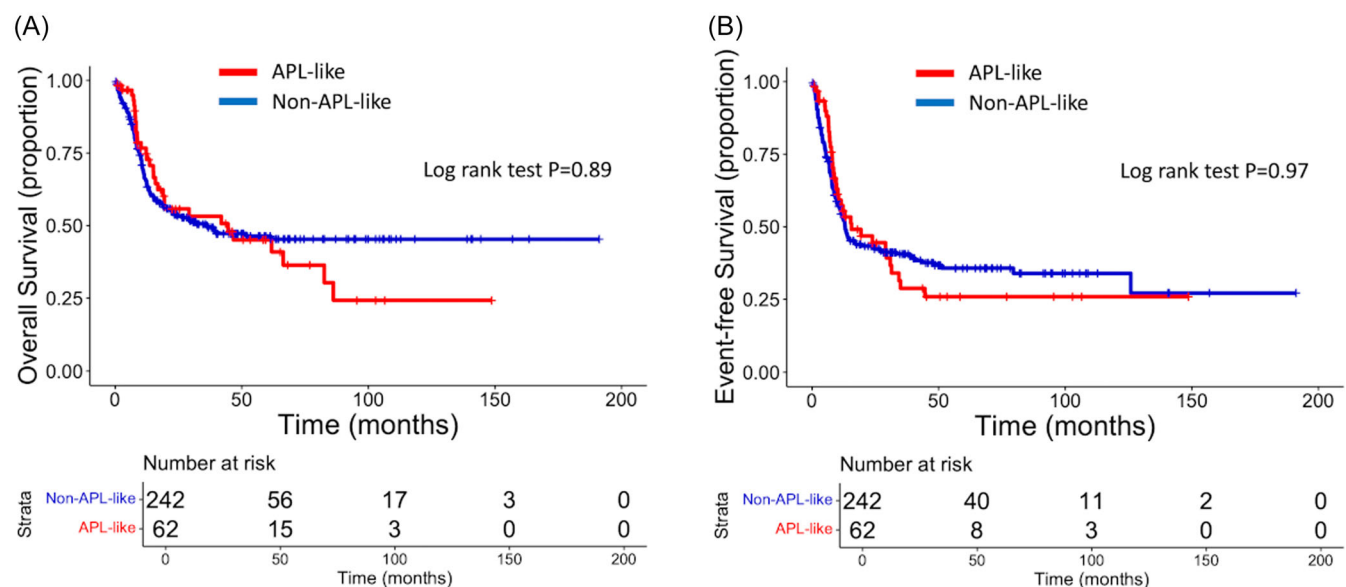 (A)
APL-like
Non-APL-like
Log rank test P=0.89
Overall Survival (proportion)
1.00
0.75
0.50
0.25
0.00
0 50 100 150 200
Time (months)
Number at risk
Strata
Non-APL-like 242 56 17 3 0
APL-like 62 15 3 0 0
0 50 100 150 200
Time (months)
(B)
APL-like
Non-APL-like
Log rank test P=0.97
Event-free Survival (proportion)
1.00
0.75
0.50
0.25
0.00
0 50 100 150 200
Time (months)
Number at risk
Strata
Non-APL-like 242 40 11 2 0
APL-like 62 8 3 0 0
0 50 100 150 200
Time (months)